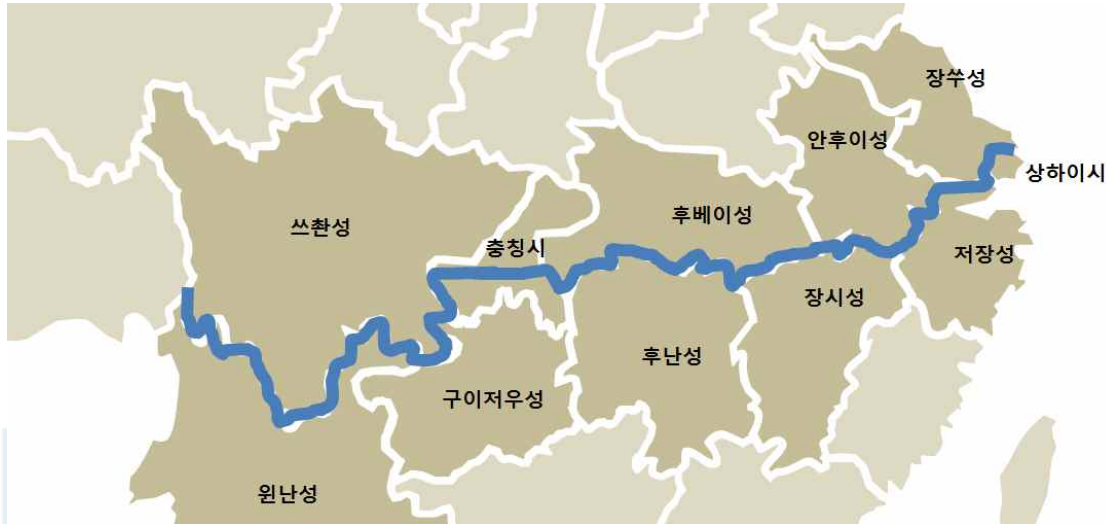 장쑤성
안후이성
상하이시
후베이성
쓰촨성
충칭시
저장성
장시성
후난성
구이저우성
윈난성